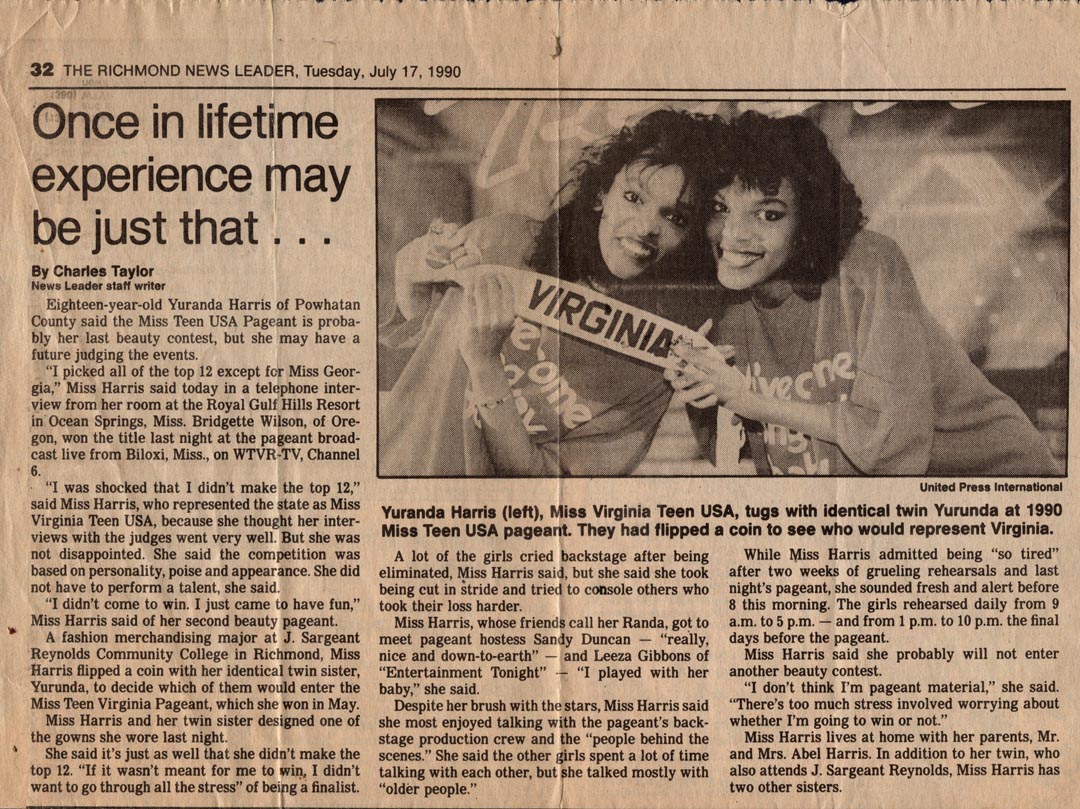 32 THE RICHMOND NEWS LEADER, Tuesday, July 17, 1990
Once in lifetime
experience may
be just that . . .
By Charles Taylor
News Leader staff writer
Eighteen-year-old Yuranda Harris of Powhatan
County said the Miss Teen USA Pageant is proba-
bly her last beauty contest, but she may have a
future judging the events.
“I picked all of the top 12 except for Miss Geor-
gia,” Miss Harris said today in a telephone inter-
view from her room at the Royal Gulf Hills Resort
in Ocean Springs, Miss. Bridgette Wilson, of Ore-
gon, won the title last night at the pageant broad-
cast live from Biloxi, Miss., on WTVR-TV, Channel
6.
“I was shocked that I didn’t make the top 12,”
said Miss Harris, who represented the state as Miss
Virginia Teen USA, because she thought her inter-
views with the judges went very well. But she was
not disappointed. She said the competition was
based on personality, poise and appearance. She did
not have to perform a talent, she said.
“I didn’t come to win. I just came to have fun,”
Miss Harris said of her second beauty pageant.
A fashion merchandising major at J. Sargeant
Reynolds Community College in Richmond, Miss
Harris flipped a coin with her identical twin sister,
Yurunda, to decide which of them would enter the
Miss Teen Virginia Pageant, which she won in May.
Miss Harris and her twin sister designed one of
the gowns she wore last night.
She said it’s just as well that she didn’t make the
top 12. “If it wasn’t meant for me to win, I didn’t
want to go through all the stress” of being a finalist.
VIRGINIA
United Press International
Yuranda Harris (left), Miss Virginia Teen USA, tugs with identical twin Yurunda at 1990
Miss Teen USA pageant. They had flipped a coin to see who would represent Virginia.
A lot of the girls cried backstage after being
eliminated, Miss Harris said, but she said she took
being cut in stride and tried to console others who
took their loss harder.
Miss Harris, whose friends call her Randa, got to
meet pageant hostess Sandy Duncan — “really,
nice and down-to-earth” — and Leeza Gibbons of
“Entertainment Tonight” — “I played with her
baby,” she said.
Despite her brush with the stars, Miss Harris said
she most enjoyed talking with the pageant’s back-
stage production crew and the “people behind the
scenes.” She said the other girls spent a lot of time
talking with each other, but she talked mostly with
“older people.”
While Miss Harris admitted being “so tired”
after two weeks of grueling rehearsals and last
night’s pageant, she sounded fresh and alert before
8 this morning. The girls rehearsed daily from 9
a.m. to 5 p.m. — and from 1 p.m. to 10 p.m. the final
days before the pageant.
Miss Harris said she probably will not enter
another beauty contest.
“I don’t think I’m pageant material,” she said.
“There’s too much stress involved worrying about
whether I’m going to win or not.”
Miss Harris lives at home with her parents, Mr.
and Mrs. Abel Harris. In addition to her twin, who
also attends J. Sargeant Reynolds, Miss Harris has
two other sisters.